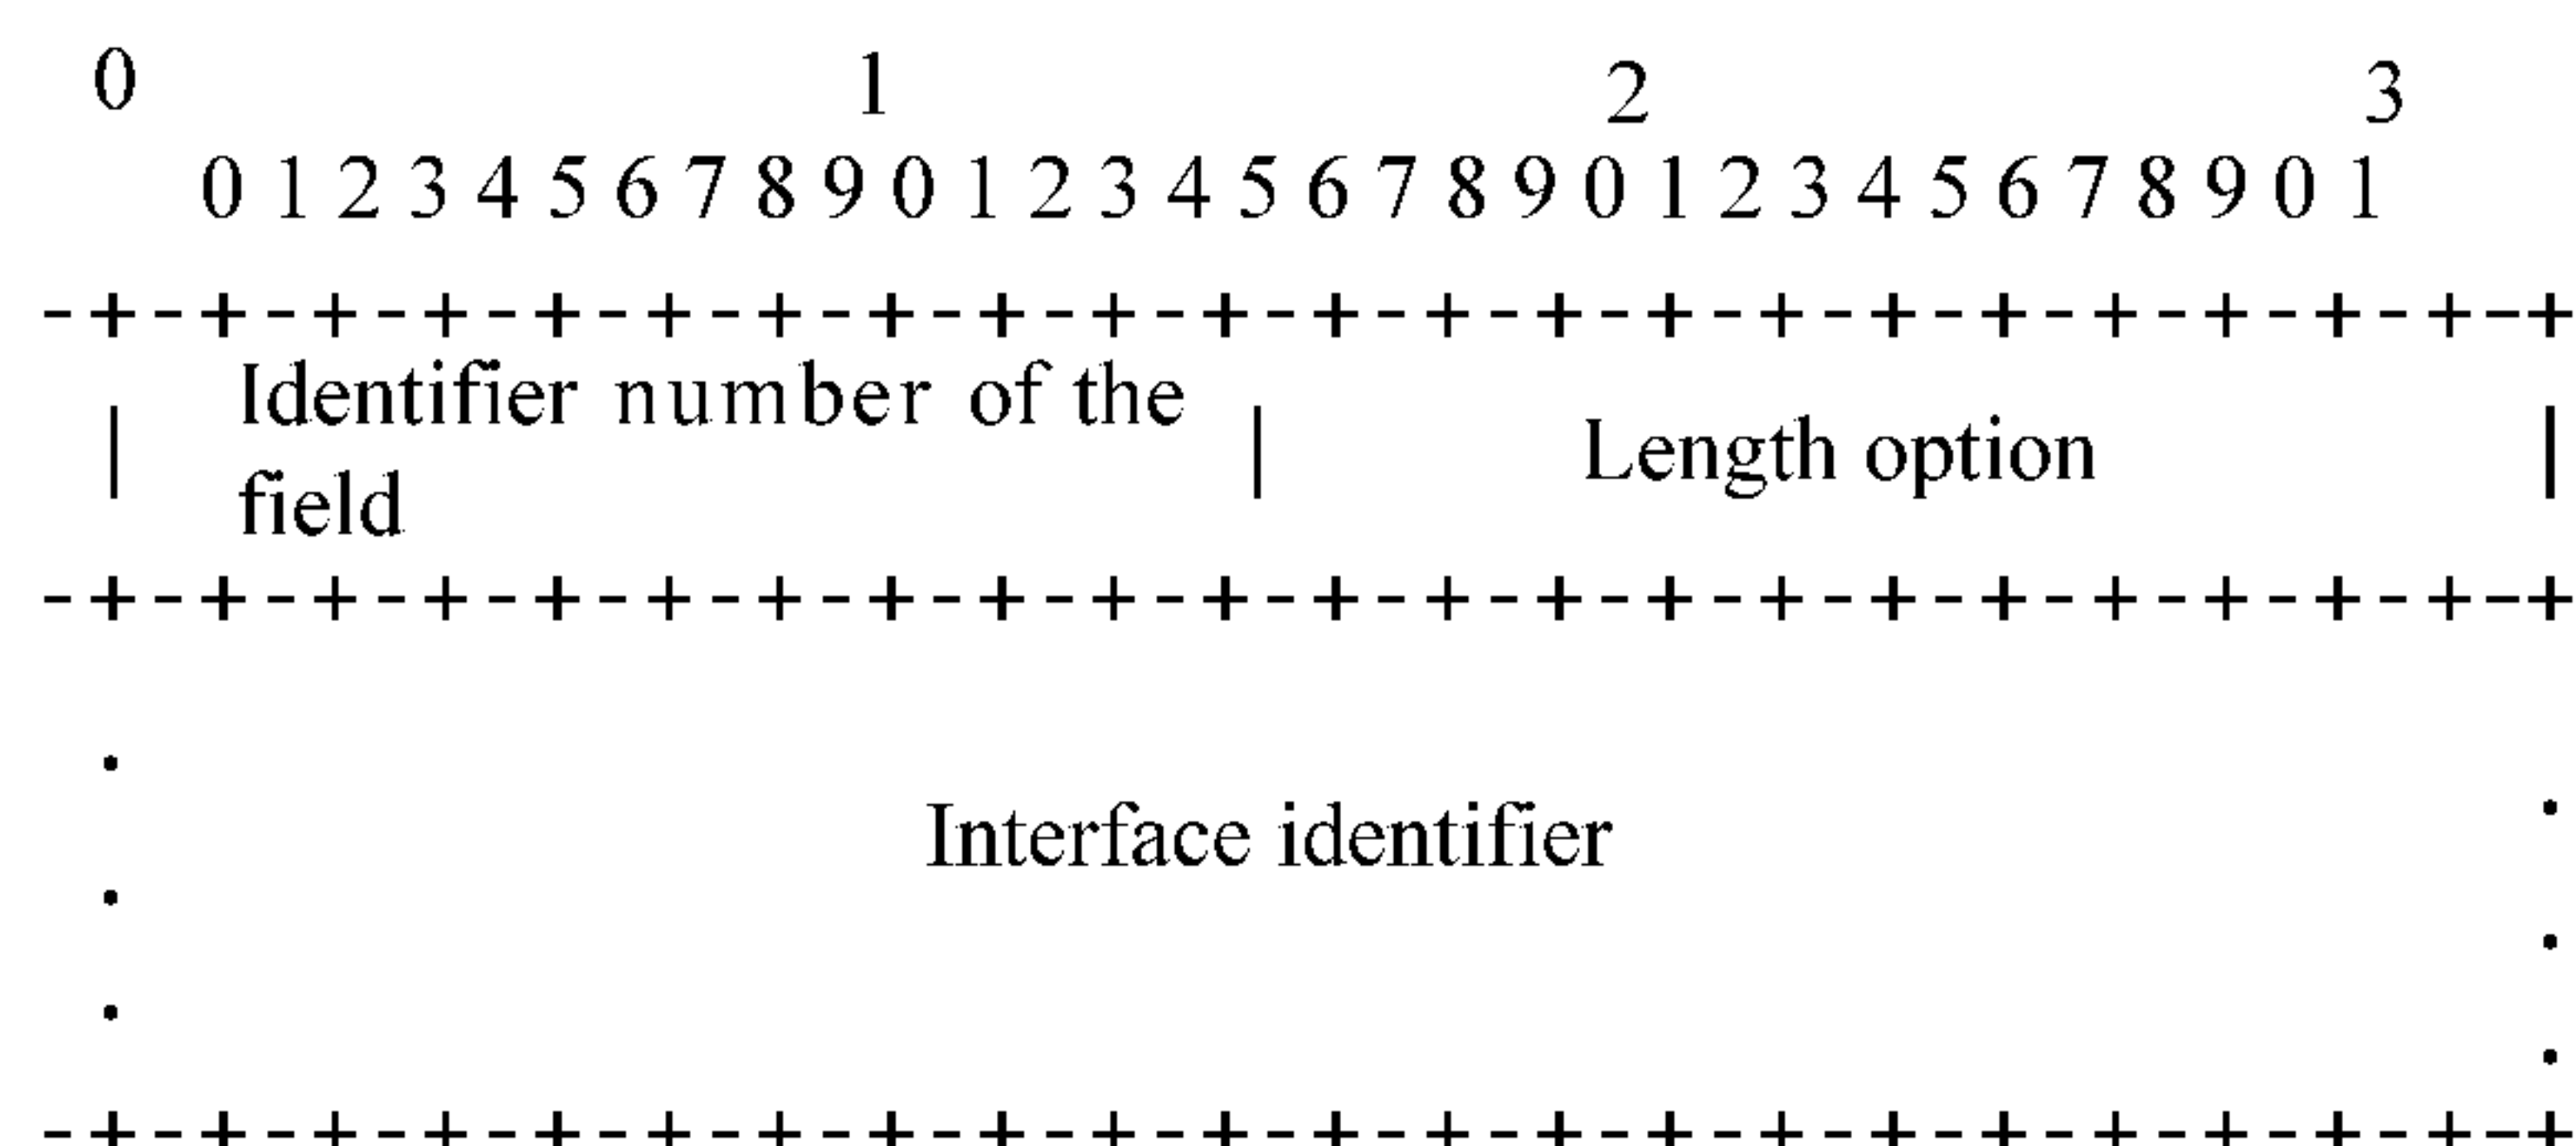 0 1 2 3
0 1 2 3 4 5 6 7 8 9 0 1 2 3 4 5 6 7 8 9 0 1 2 3 4 5 6 7 8 9 0 1
-+-+-+-+-+-+-+-+-+-+-+-+-+-+-+-+-+-+-+-+-+-+--+
| Identifier number of the
field | Length option |
-+-+-+-+-+-+-+-+-+-+-+-+-+-+-+-+-+-+-+-+-+-+--+
.
Interface identifier .
.
.
.
.
-+-+-+-+-+-+-+-+-+-+-+-+-+-+-+-+-+-+-+-+-+-+--+